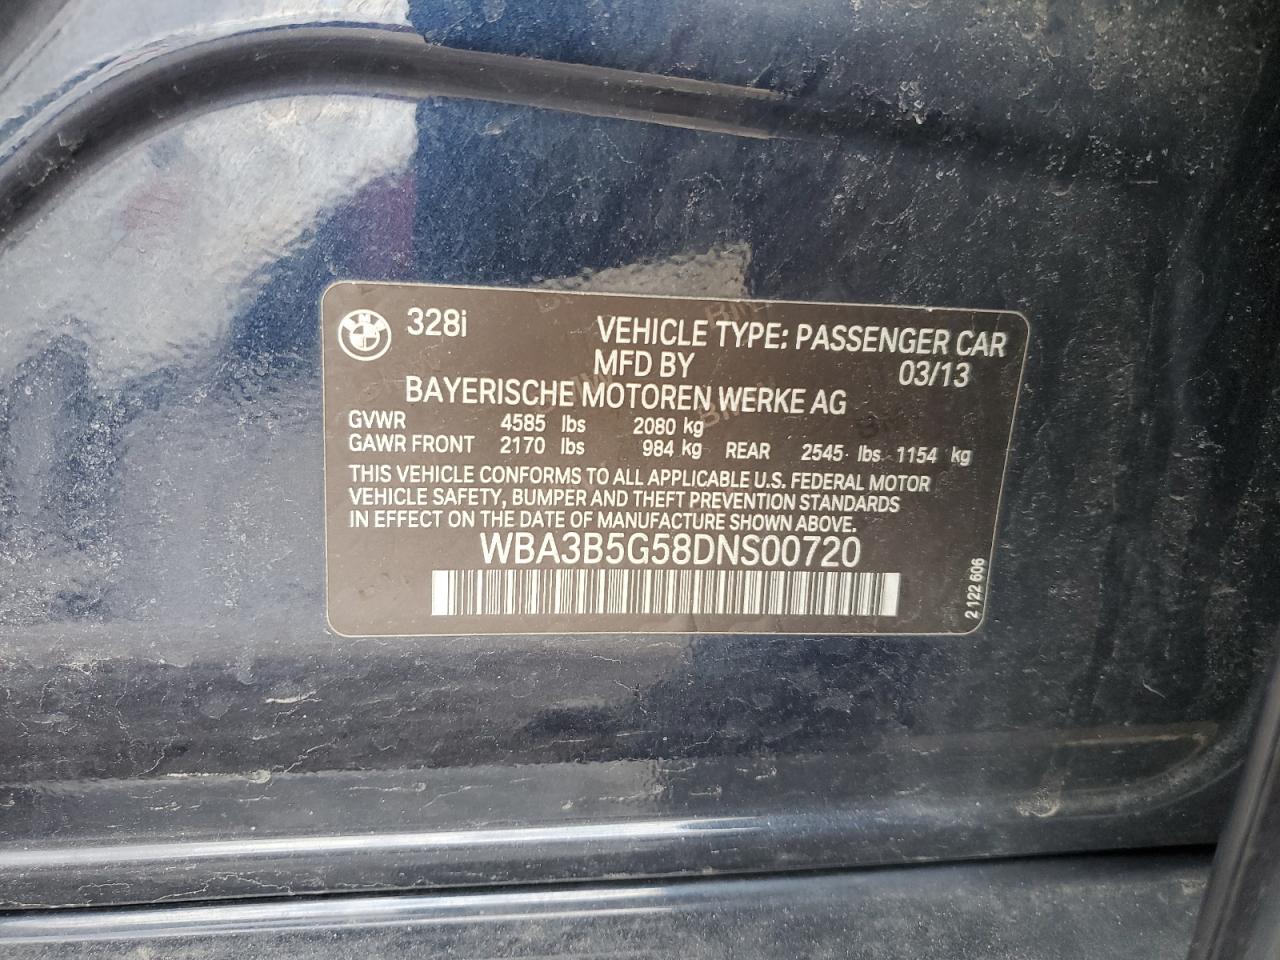 328i VEHICLE TYPE: PASSENGER CAR
MFD BY 03/13
BAYERISCHE MOTOREN WERKE AG
GVWR 4585 lbs 2080 kg
GAWR FRONT 2170 lbs 984 kg REAR 2545 lbs 1154 kg
THIS VEHICLE CONFORMS TO ALL APPLICABLE U.S. FEDERAL MOTOR
VEHICLE SAFETY, BUMPER AND THEFT PREVENTION STANDARDS
IN EFFECT ON THE DATE OF MANUFACTURE SHOWN ABOVE.
WBA3B5G58DNS00720
2 122 606